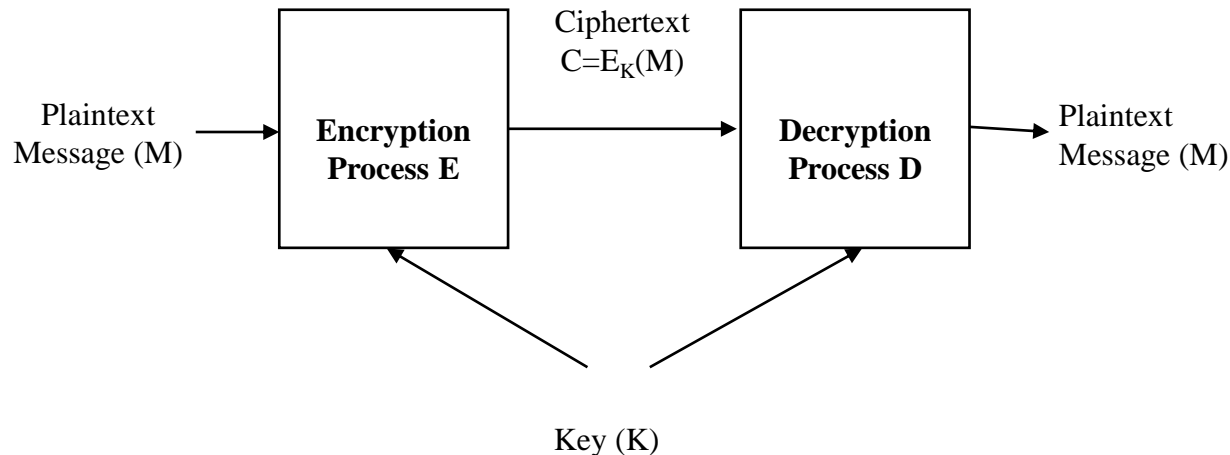 Ciphertext
C=E_K(M)
Plaintext
Message (M)
Encryption
Process E
Decryption
Process D
Plaintext
Message (M)
Key (K)